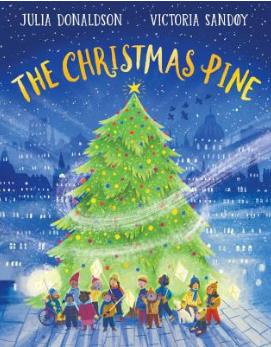 JULIA DONALDSON VICTORIA SANDØY
THE CHRISTMAS PINE